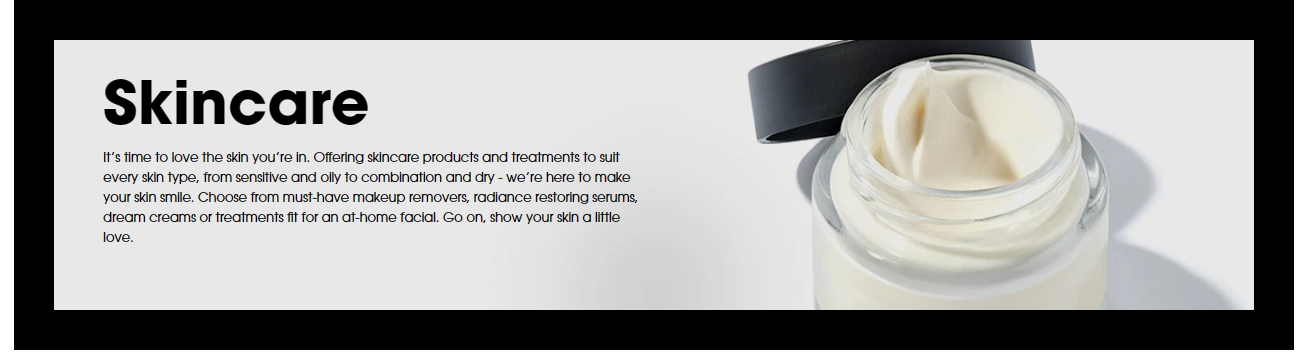 Skincare
It's time to love the skin you're in. Offering skincare products and treatments to suit
every skin type, from sensitive and oily to combination and dry - we're here to make
your skin smile. Choose from must-have makeup removers, radiance restoring serums,
dream creams or treatments fit for an at-home facial. Go on, show your skin a little
love.